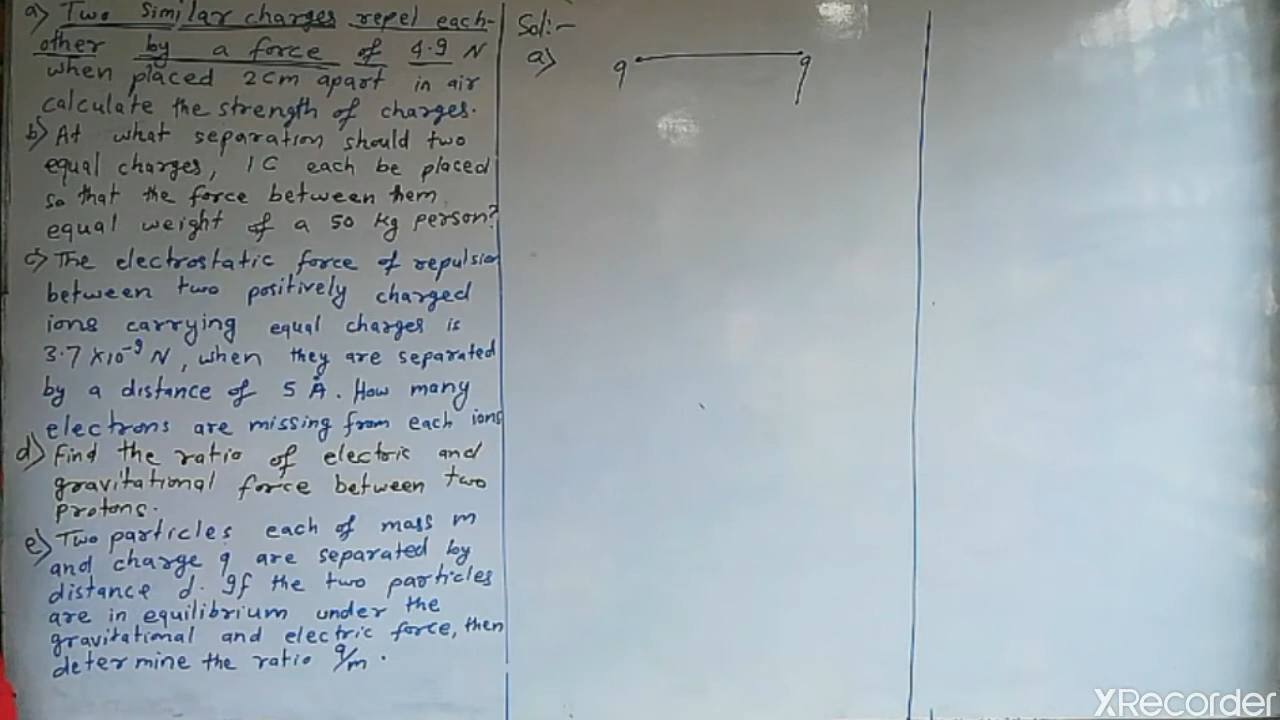 a) Two Similar charges repel each-
other by a force of 4.9 N
when placed 2cm apart in air
calculate the strength of charges.
b) At what separation should two
equal charges, 1C each be placed
so that the force between them
equal weight of a 50 kg person?
c) The electrostatic force of repulsion
between two positively charged
ions carrying equal charges is
3.7 x10⁻⁹ N, when they are separated
by a distance of 5 Å. How many
electrons are missing from each ions
d) Find the ratio of electric and
gravitational force between two
protons.
e) Two particles each of mass m
and charge q are separated by
distance d. If the two particles
are in equilibrium under the
gravitational and electric force, then
determine the ratio q/m.
Sol:-
a)
q q
XRecorder